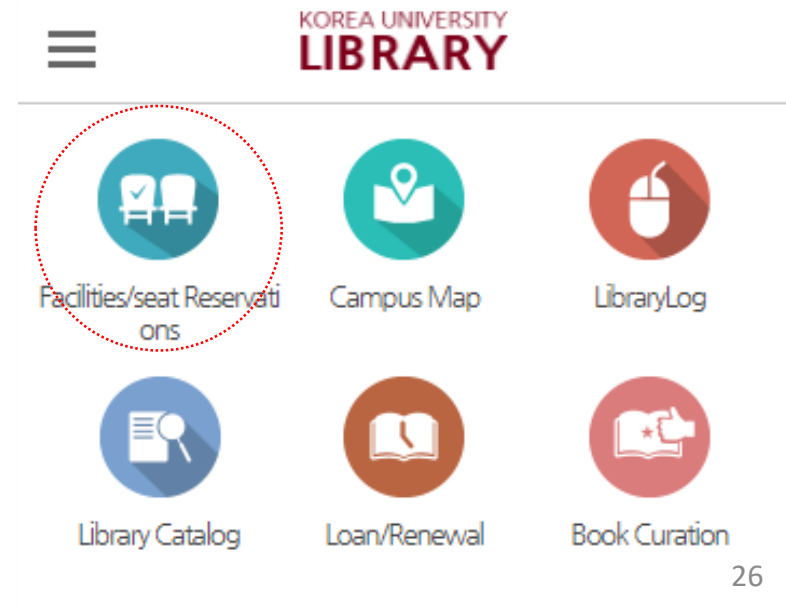 KOREA UNIVERSITY
LIBRARY
Facilities/seat Reservati
ons
Campus Map
LibraryLog
Library Catalog
Loan/Renewal
Book Curation
26